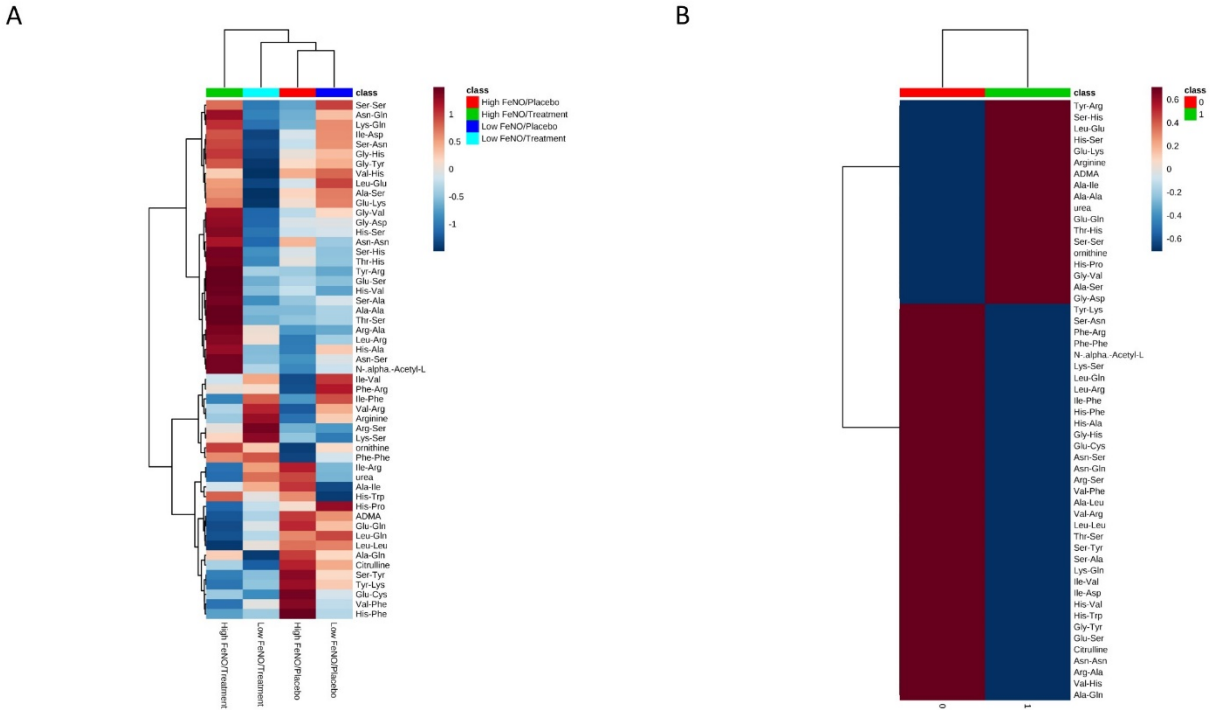 A
class
Ser-Ser
Asn-Gln
Lys-Gln
Ile-Asp
Ser-Asn
Gly-His
Gly-Tyr
Val-His
Leu-Glu
Ala-Ser
Glu-Lys
Gly-Val
Gly-Asp
His-Ser
Asn-Asn
Ser-His
Thr-His
Tyr-Arg
Glu-Ser
His-Val
Ser-Ala
Ala-Ala
Thr-Ser
Arg-Ala
Leu-Arg
His-Ala
Asn-Ser
N-.alpha.-Acetyl-L
Ile-Val
Phe-Arg
Ile-Phe
Val-Arg
Arginine
Arg-Ser
Lys-Ser
ornithine
Phe-Phe
Ile-Arg
urea
Ala-Ile
His-Trp
His-Pro
ADMA
Glu-Gln
Leu-Gln
Leu-Leu
Ala-Gln
Citrulline
Ser-Tyr
Tyr-Lys
Glu-Cys
Val-Phe
His-Phe
High FeNO/Treatment
Low FeNO/Treatment
High FeNO/Placebo
Low FeNO/Placebo
1
0.5
0
-0.5
-1
class
High FeNO/Placebo
High FeNO/Treatment
Low FeNO/Placebo
Low FeNO/Treatment
B
class
Tyr-Arg
Ser-His
Leu-Glu
His-Ser
Glu-Lys
Arginine
ADMA
Ala-Ile
Ala-Ala
urea
Glu-Gln
Thr-His
Ser-Ser
ornithine
His-Pro
Gly-Val
Ala-Ser
Gly-Asp
Tyr-Lys
Ser-Asn
Phe-Arg
Phe-Phe
N-.alpha.-Acetyl-L
Lys-Ser
Leu-Gln
Leu-Arg
Ile-Phe
His-Phe
His-Ala
Gly-His
Glu-Cys
Asn-Ser
Asn-Gln
Arg-Ser
Val-Phe
Ala-Leu
Val-Arg
Leu-Leu
Thr-Ser
Ser-Tyr
Ser-Ala
Lys-Gln
Ile-Val
Ile-Asp
His-Val
His-Trp
Gly-Tyr
Glu-Ser
Citrulline
Asn-Asn
Arg-Ala
Val-His
Ala-Gln
0
1
0.6
0.4
0.2
0
-0.2
-0.4
-0.6
class
0
1